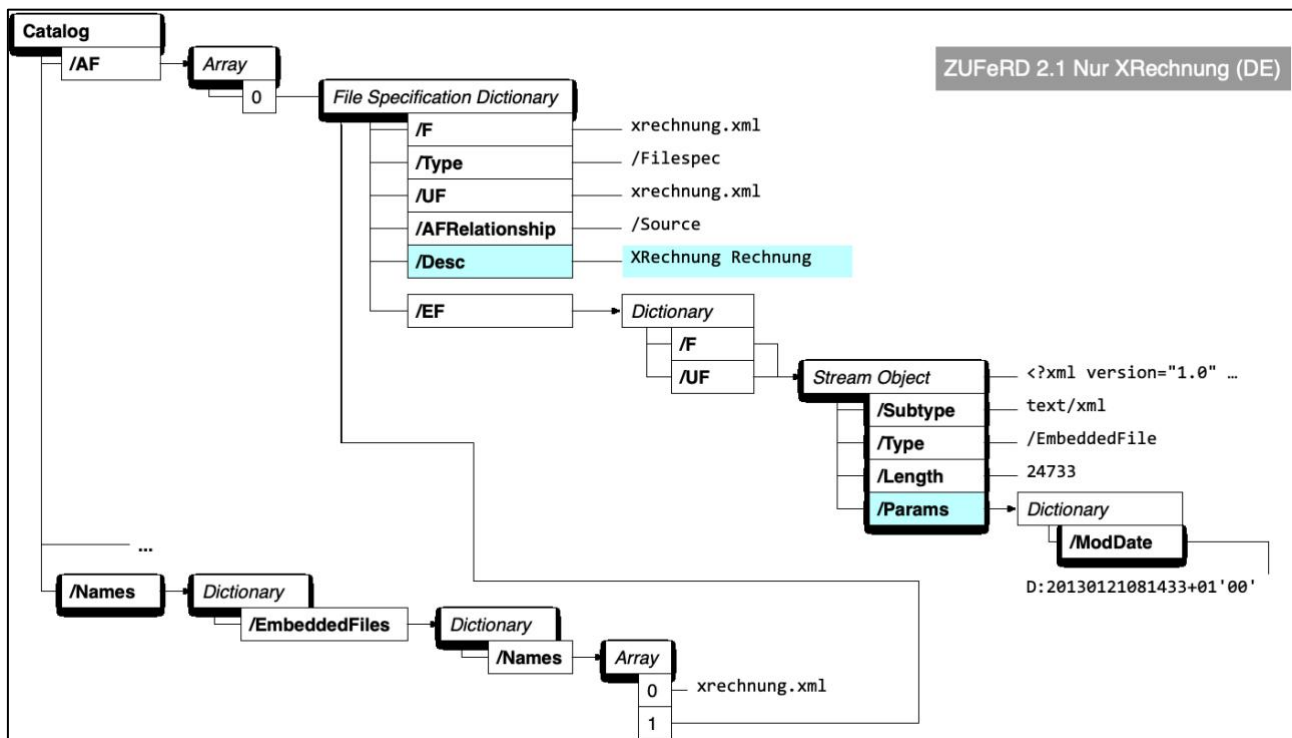 Catalog
/AF
Array
0
ZUFeRD 2.1 Nur XRechnung (DE)
File Specification Dictionary
/F xrechnung.xml
/Type /Filespec
/UF xrechnung.xml
/AFRelationship /Source
/Desc XRechnung Rechnung
/EF
Dictionary
/F
/UF
Stream Object <?xml version="1.0" …
/Subtype text/xml
/Type /EmbeddedFile
/Length 24733
/Params
Dictionary
/ModDate
D:20130121081433+01'00'
...
/Names
Dictionary
/EmbeddedFiles
Dictionary
/Names
Array
0 xrechnung.xml
1